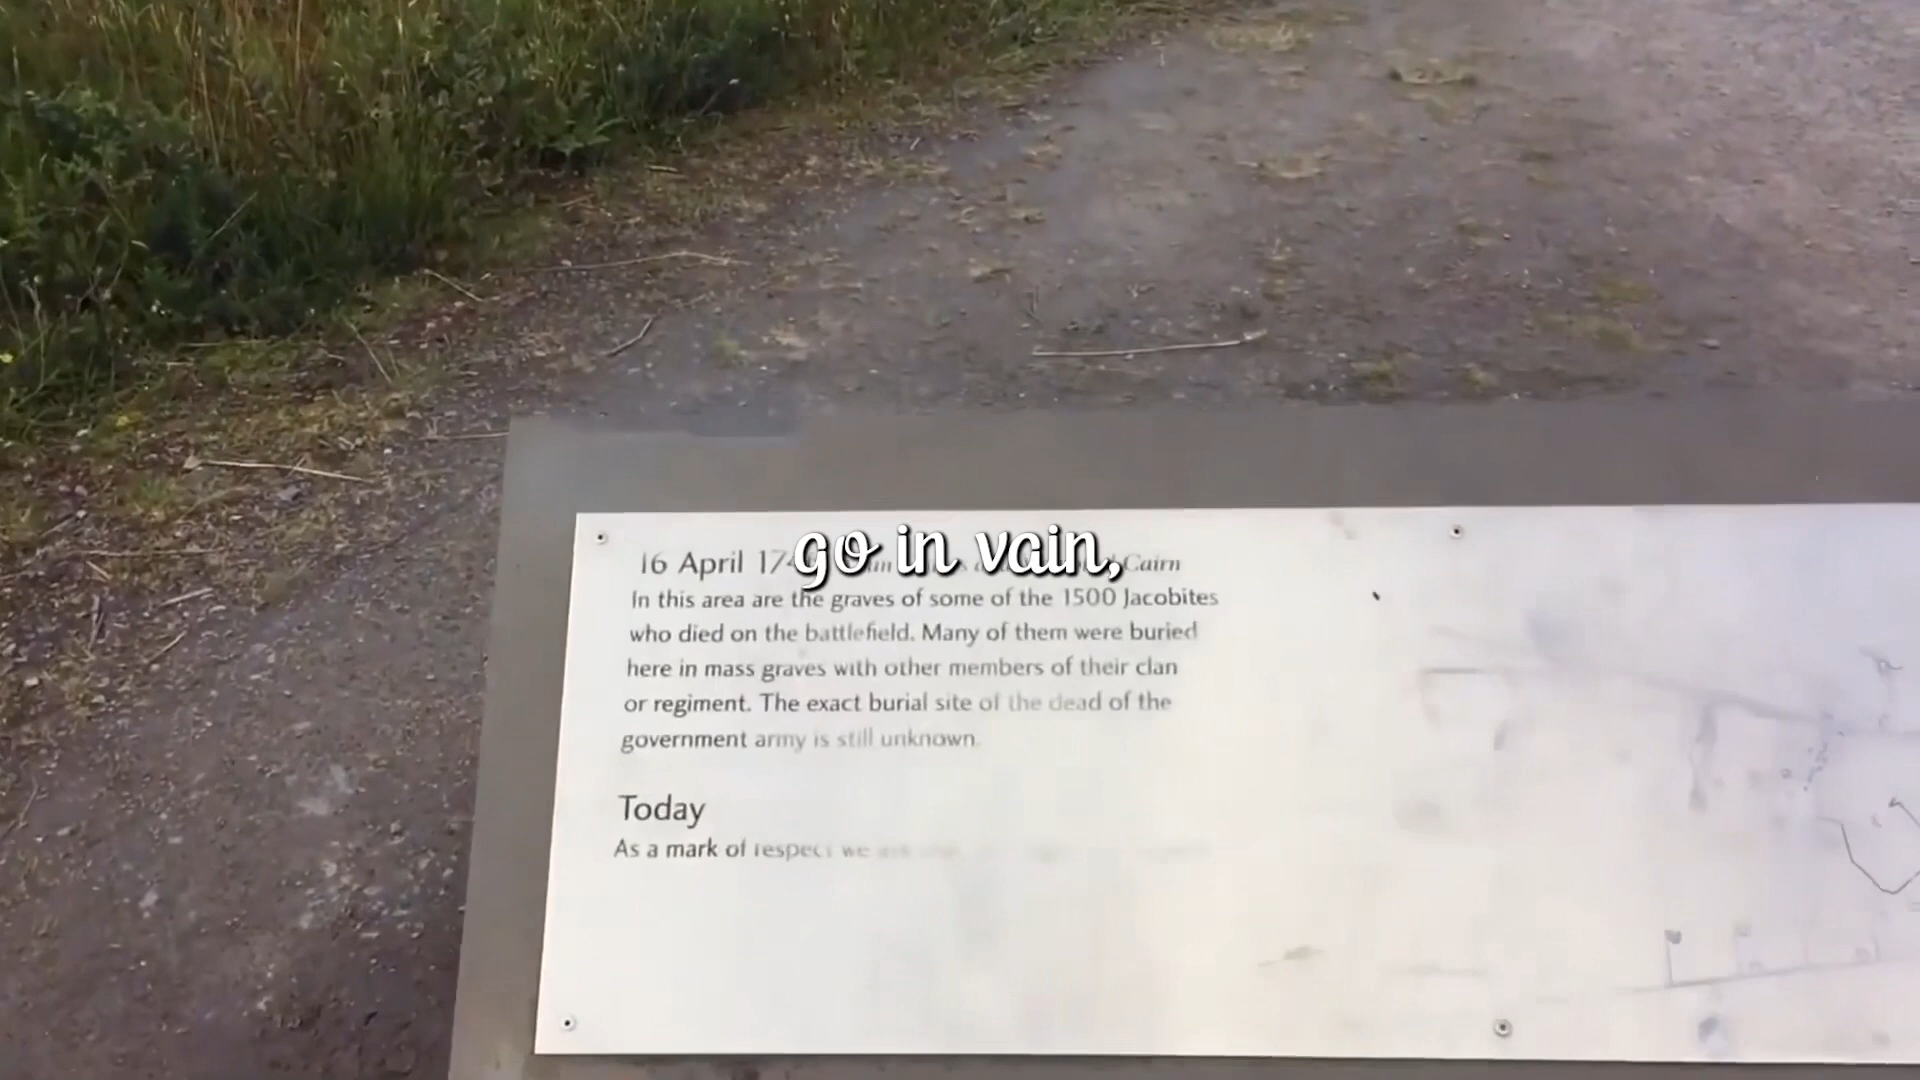 go in vain,
16 April 174
Cairn
In this area are the graves of some of the 1500 Jacobites
who died on the battlefield. Many of them were buried
here in mass graves with other members of their clan
or regiment. The exact burial site of the dead of the
government army is still unknown.
Today
As a mark of respect we